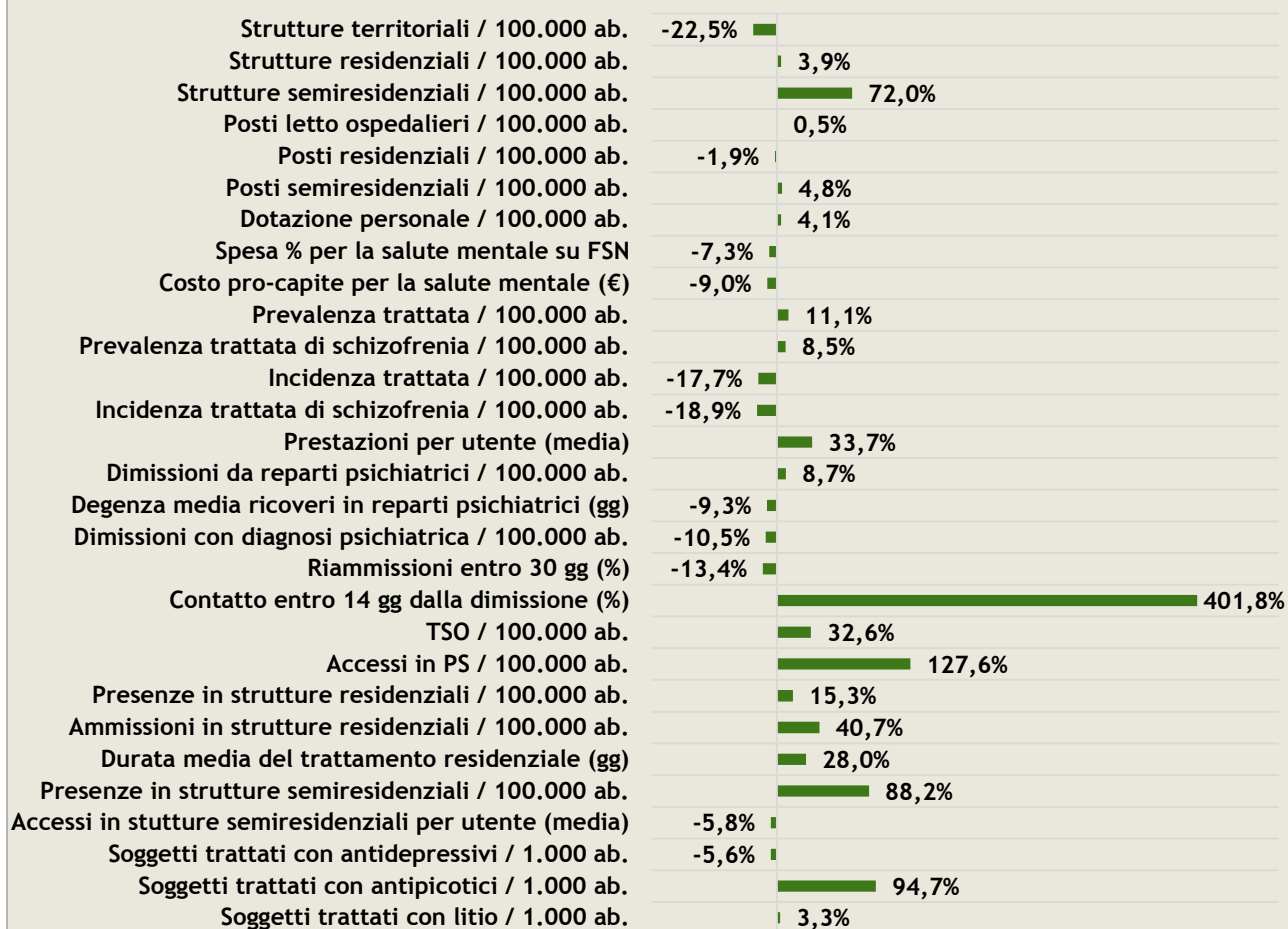 Strutture territoriali / 100.000 ab. -22,5%
Strutture residenziali / 100.000 ab. 3,9%
Strutture semiresidenziali / 100.000 ab. 72,0%
Posti letto ospedalieri / 100.000 ab. 0,5%
Posti residenziali / 100.000 ab. -1,9%
Posti semiresidenziali / 100.000 ab. 4,8%
Dotazione personale / 100.000 ab. 4,1%
Spesa % per la salute mentale su FSN -7,3%
Costo pro-capite per la salute mentale (€) -9,0%
Prevalenza trattata / 100.000 ab. 11,1%
Prevalenza trattata di schizofrenia / 100.000 ab. 8,5%
Incidenza trattata / 100.000 ab. -17,7%
Incidenza trattata di schizofrenia / 100.000 ab. -18,9%
Prestazioni per utente (media) 33,7%
Dimissioni da reparti psichiatrici / 100.000 ab. 8,7%
Degenza media ricoveri in reparti psichiatrici (gg) -9,3%
Dimissioni con diagnosi psichiatrica / 100.000 ab. -10,5%
Riammissioni entro 30 gg (%) -13,4%
Contatto entro 14 gg dalla dimissione (%) 401,8%
TSO / 100.000 ab. 32,6%
Accessi in PS / 100.000 ab. 127,6%
Presenze in strutture residenziali / 100.000 ab. 15,3%
Ammissioni in strutture residenziali / 100.000 ab. 40,7%
Durata media del trattamento residenziale (gg) 28,0%
Presenze in strutture semiresidenziali / 100.000 ab. 88,2%
Accessi in stutture semiresidenziali per utente (media) -5,8%
Soggetti trattati con antidepressivi / 1.000 ab. -5,6%
Soggetti trattati con antipicotici / 1.000 ab. 94,7%
Soggetti trattati con litio / 1.000 ab. 3,3%